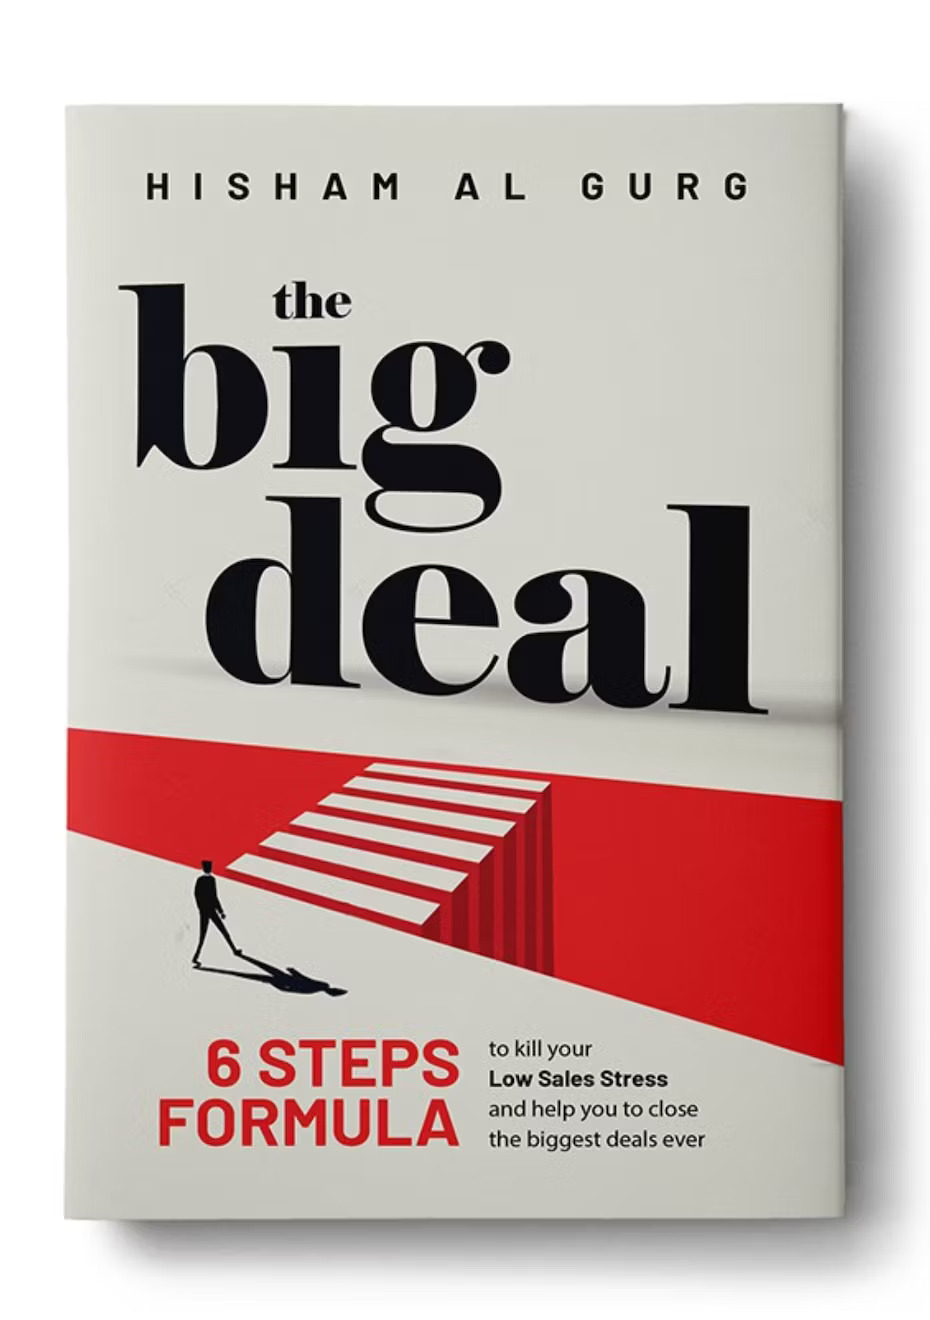 HISHAM AL GURG
the
big
deal
6 STEPS
FORMULA
to kill your
Low Sales Stress
and help you to close
the biggest deals ever